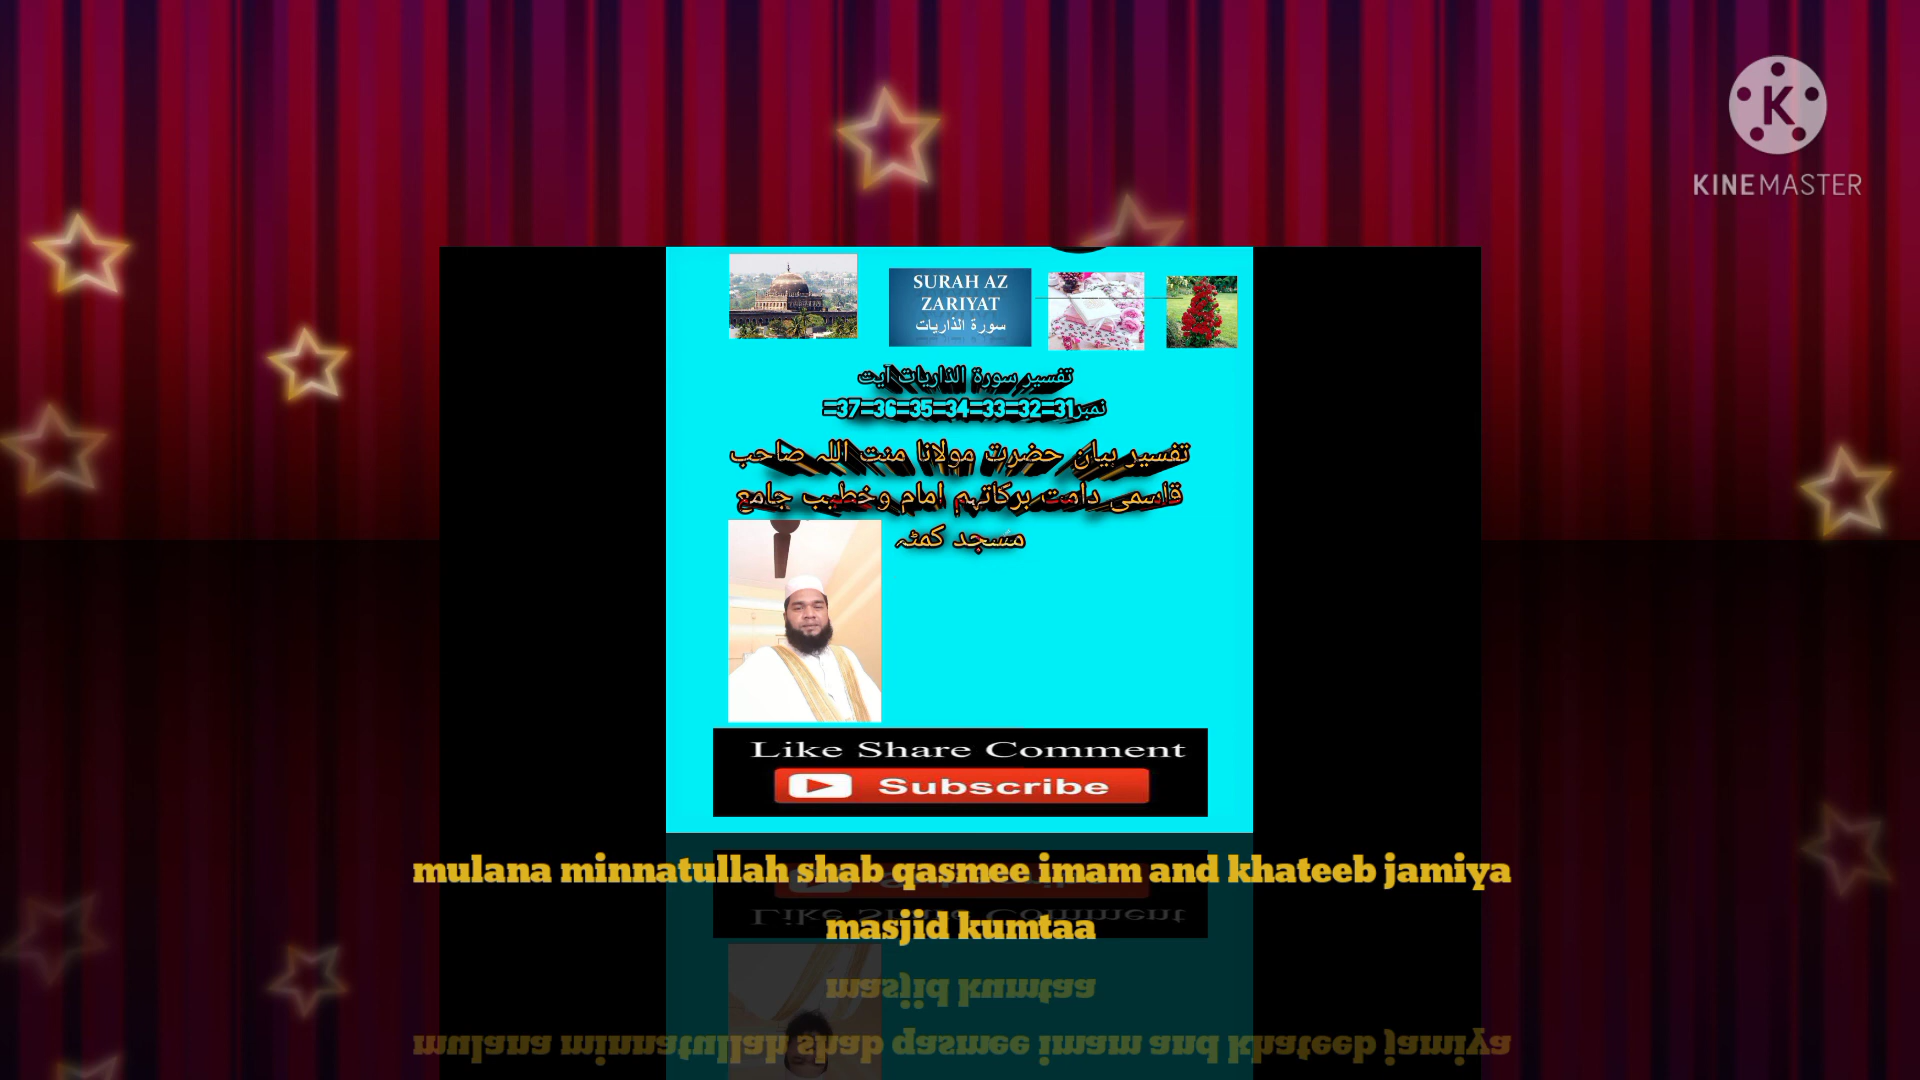 KINEMASTER
SURAH AZ
ZARIYAT
سورة الذاريات
تفسیر سورۃ الذاریات آیت
نمبر31=32=33=34=35=36=37=
تفسیر بیان حضرت مولانا منت اللہ صاحب
قاسمی دامت برکاتہم امام وخطیب جامع
مسجد کمٹہ
Like Share Comment
Subscribe
mulana minnatullah shab qasmee imam and khateeb jamiya
masjid kumtaa